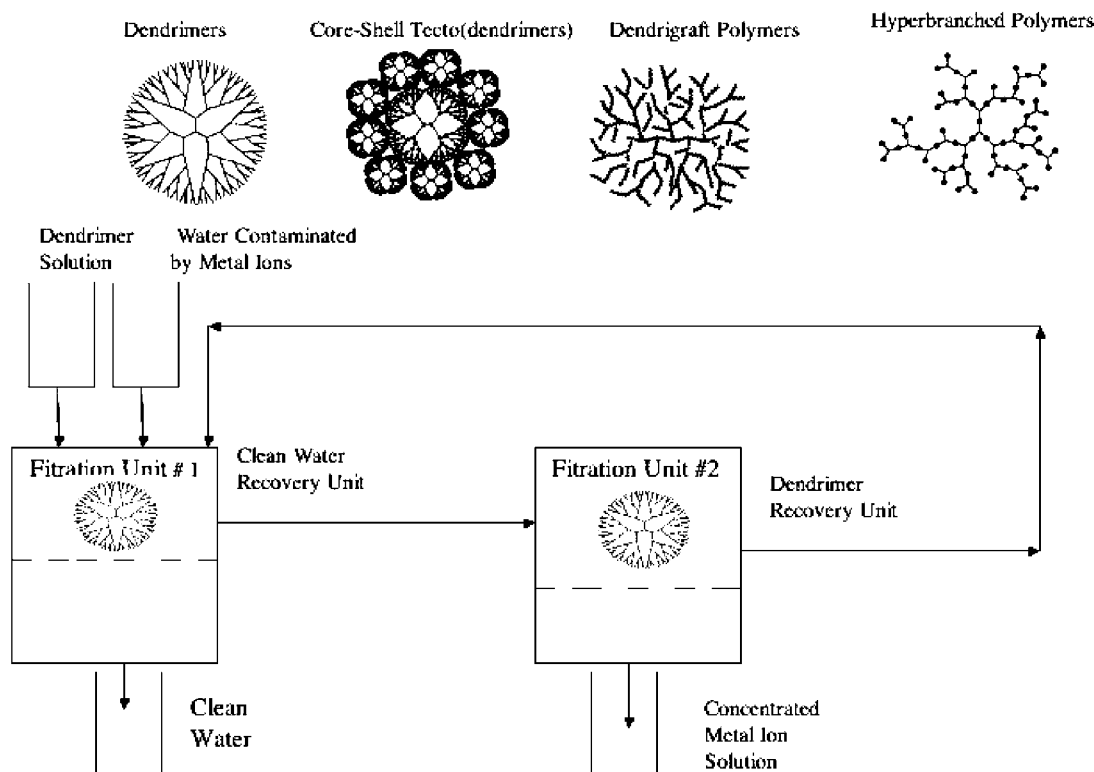 Dendrimers
Core-Shell Tecto(dendrimers)
Dendrigraft Polymers
Hyperbranched Polymers
Dendrimer
Solution
Water Contaminated
by Metal Ions
Fitration Unit # 1
Clean Water
Recovery Unit
Fitration Unit #2
Dendrimer
Recovery Unit
Clean
Water
Concentrated
Metal Ion
Solution